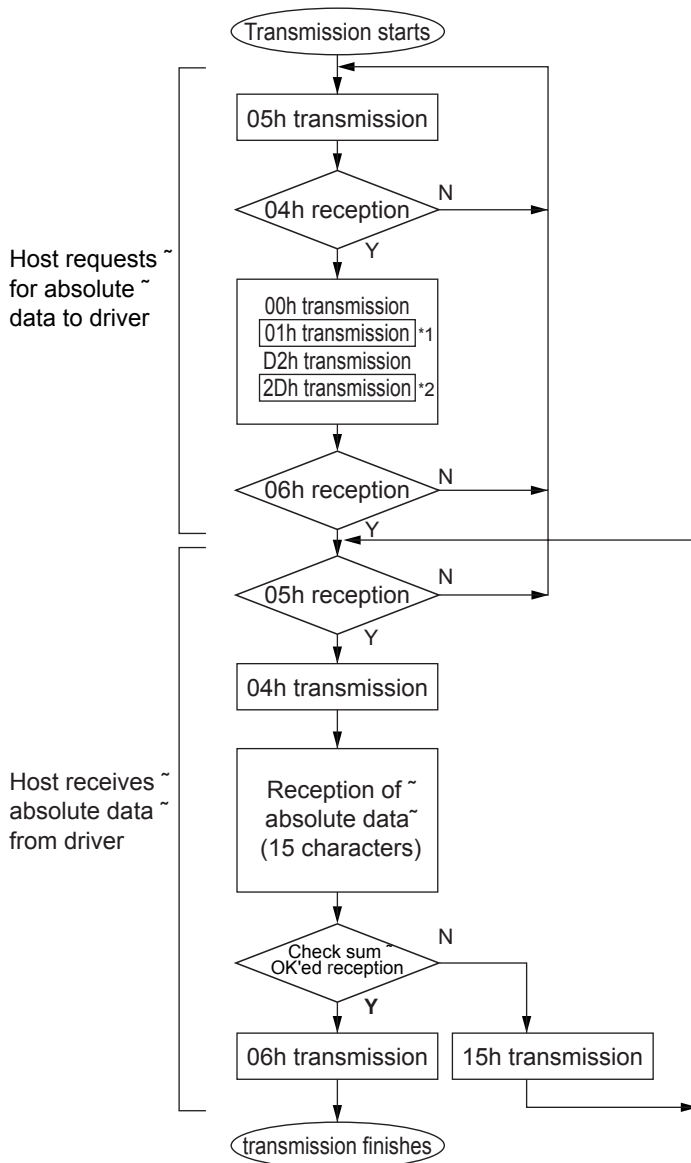 Transmission starts
05h transmission
N
04h reception
Y
Host requests ˜
for absolute ˜
data to driver
00h transmission
01h transmission *1
D2h transmission
2Dh transmission *2
N
06h reception
Y
N
05h reception
Y
04h transmission
Host receives ˜
absolute data ˜
from driver
Reception of ˜
absolute data˜
(15 characters)
N
Check sum ˜
OK'ed reception
Y
06h transmission
15h transmission
transmission finishes